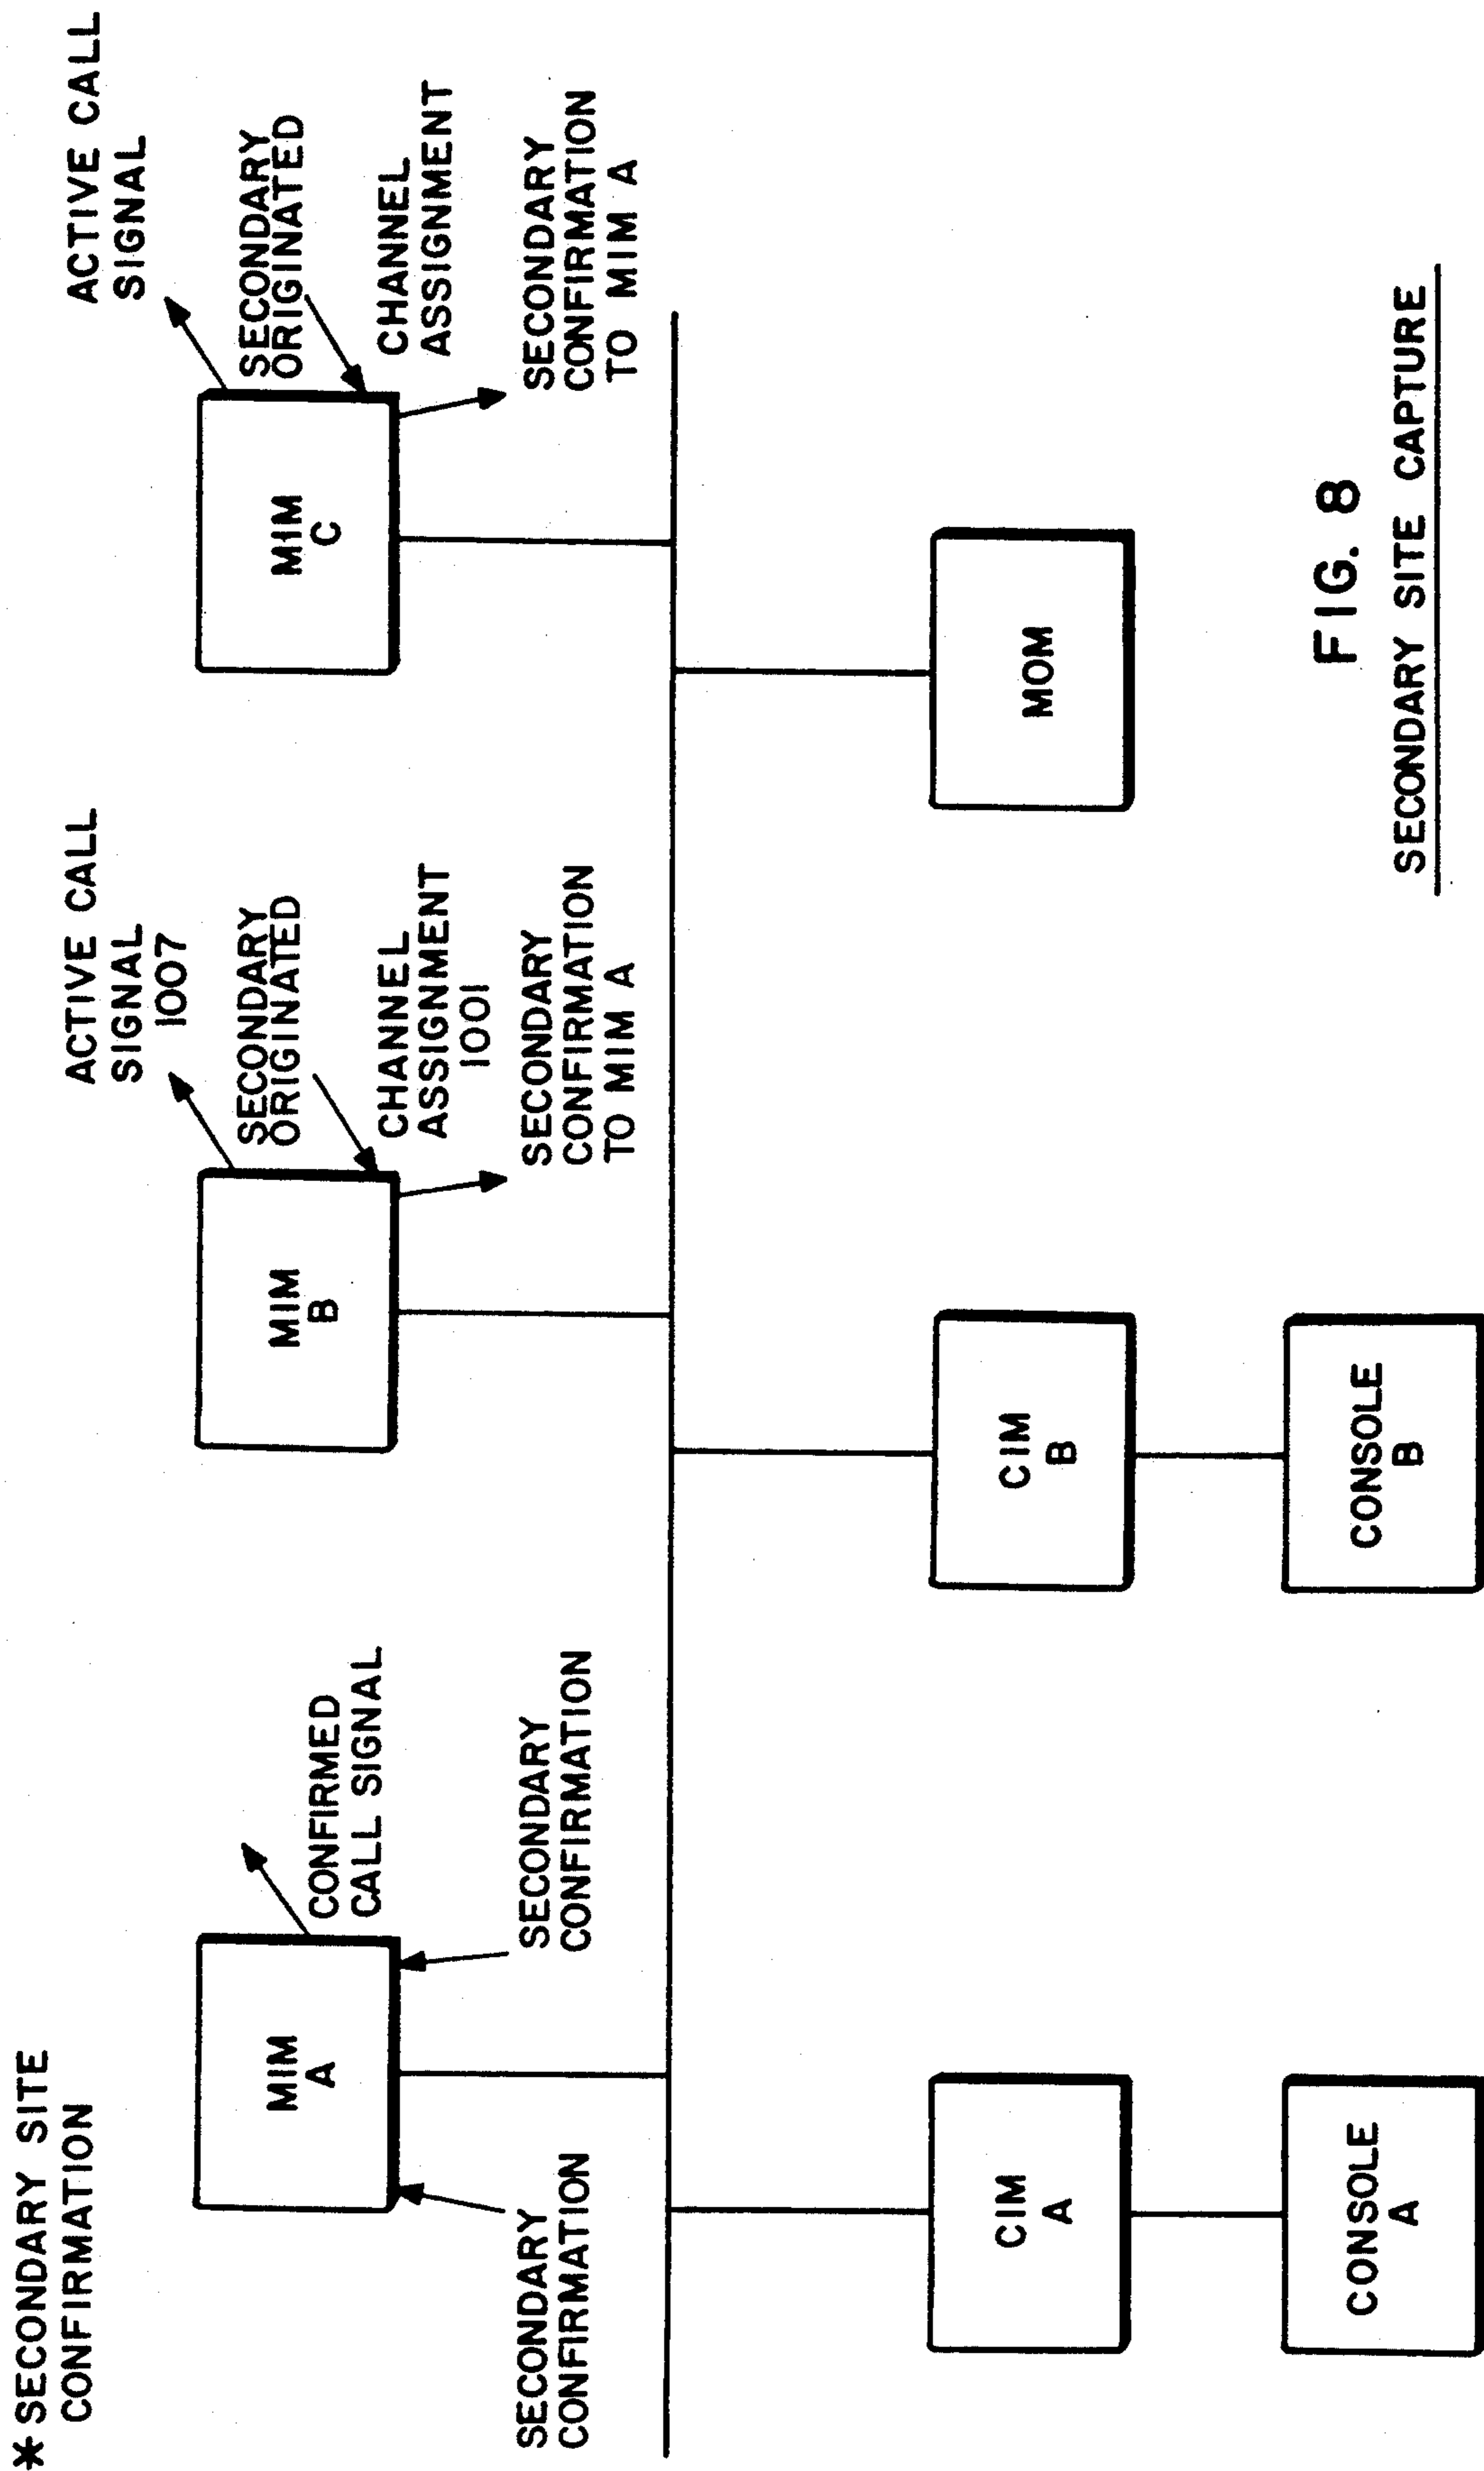 * SECONDARY SITE
CONFIRMATION
MIM
A
CONFIRMED
CALL SIGNAL
SECONDARY
CONFIRMATION
SECONDARY
CONFIRMATION
MIM
B
ACTIVE CALL
SIGNAL
1007
SECONDARY
ORIGINATED
CHANNEL
ASSIGNMENT
1001
SECONDARY
CONFIRMATION
TO MIM A
MIM
C
ACTIVE CALL
SIGNAL
SECONDARY
ORIGINATED
CHANNEL
ASSIGNMENT
SECONDARY
CONFIRMATION
TO MIM A
CIM
A
CONSOLE
A
CIM
B
CONSOLE
B
MOM
FIG. 8
SECONDARY SITE CAPTURE